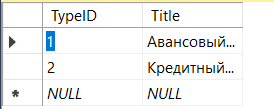 TypeID Title
1 Авансовый...
2 Кредитный...
NULL NULL